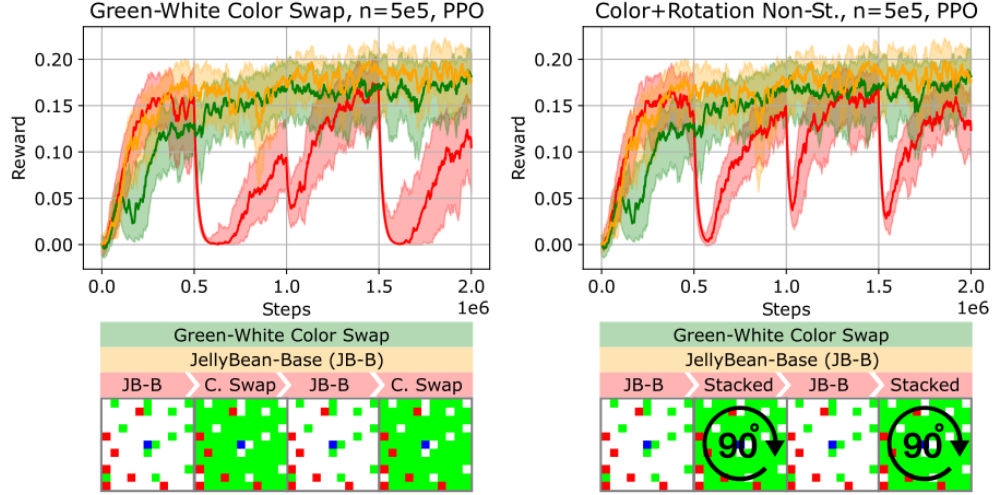 Green-White Color Swap, n=5e5, PPO
Reward
0.20
0.15
0.10
0.05
0.00
0.0 0.5 1.0 1.5 2.0
Steps 1e6
Green-White Color Swap
JellyBean-Base (JB-B)
JB-B C. Swap JB-B C. Swap
Color+Rotation Non-St., n=5e5, PPO
Reward
0.20
0.15
0.10
0.05
0.00
0.0 0.5 1.0 1.5 2.0
Steps 1e6
Green-White Color Swap
JellyBean-Base (JB-B)
JB-B Stacked JB-B Stacked
90° 90°